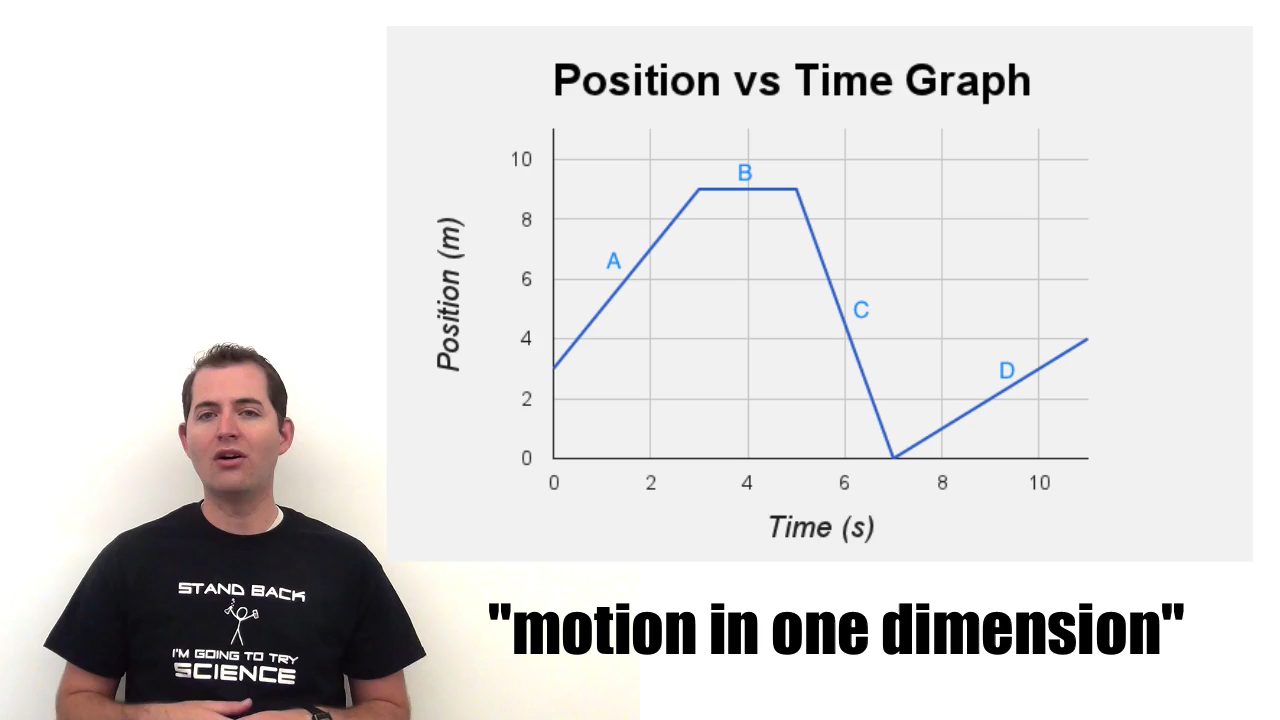 Position vs Time Graph
Position (m)
10
8
6
4
2
0
A
B
C
D
0 2 4 6 8 10
Time (s)
STAND BACK
I'M GOING TO TRY
SCIENCE
"motion in one dimension"